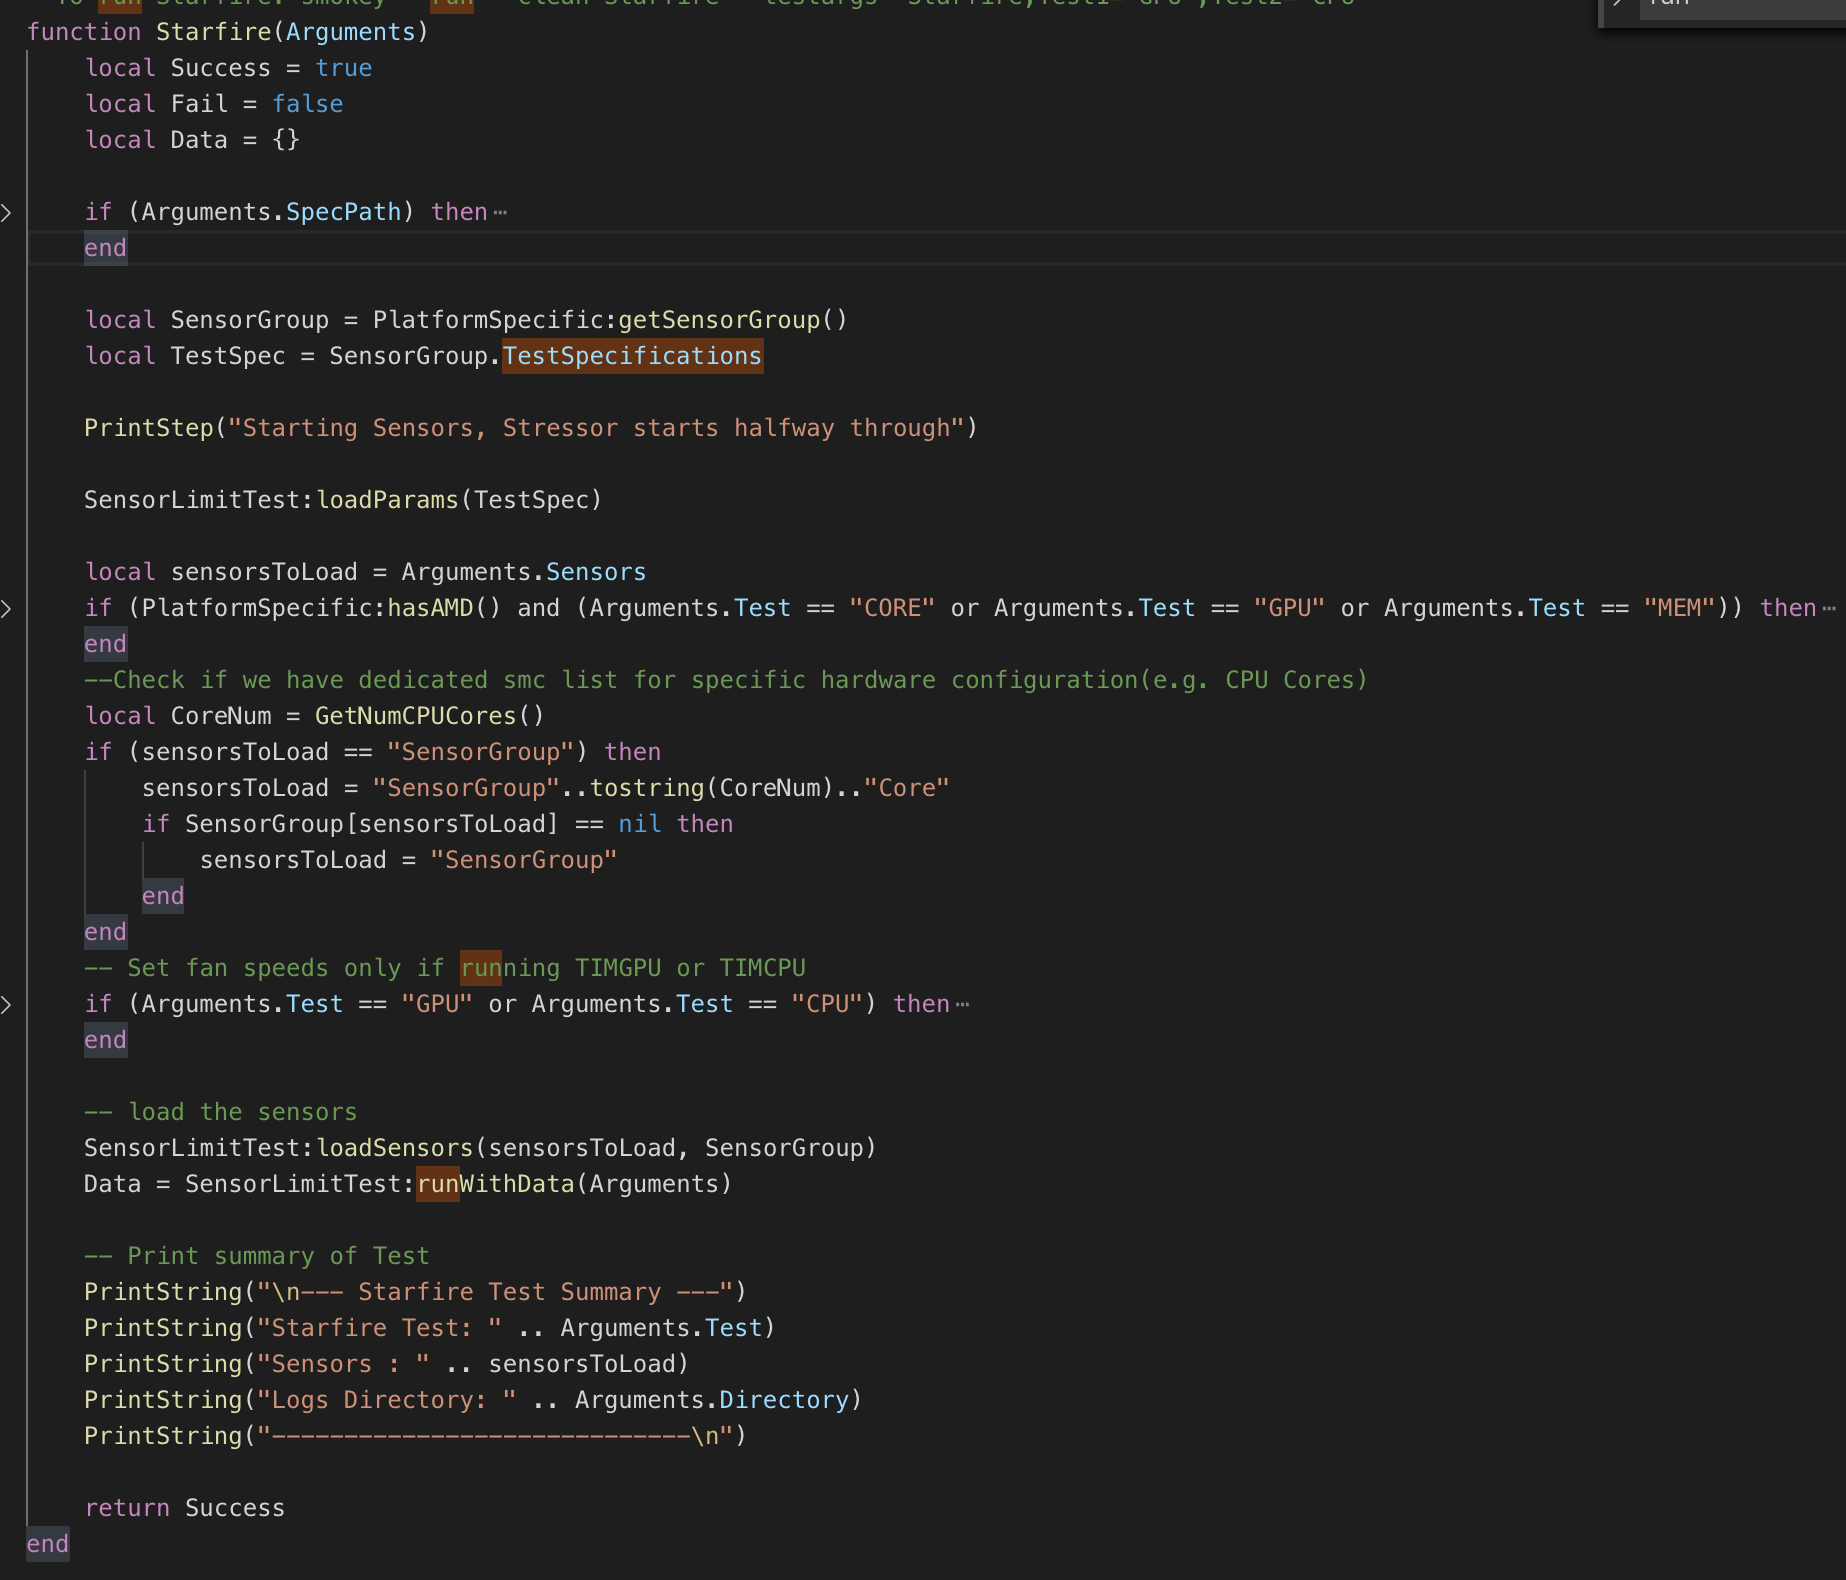 function Starfire(Arguments)
local Success = true
local Fail = false
local Data = {}
if (Arguments.SpecPath) then⋯
end
local SensorGroup = PlatformSpecific:getSensorGroup()
local TestSpec = SensorGroup.TestSpecifications
PrintStep("Starting Sensors, Stressor starts halfway through")
SensorLimitTest:loadParams(TestSpec)
local sensorsToLoad = Arguments.Sensors
if (PlatformSpecific:hasAMD() and (Arguments.Test == "CORE" or Arguments.Test == "GPU" or Arguments.Test == "MEM")) then⋯
end
--Check if we have dedicated smc list for specific hardware configuration(e.g. CPU Cores)
local CoreNum = GetNumCPUCores()
if (sensorsToLoad == "SensorGroup") then
sensorsToLoad = "SensorGroup"..tostring(CoreNum).."Core"
if SensorGroup[sensorsToLoad] == nil then
sensorsToLoad = "SensorGroup"
end
end
-- Set fan speeds only if running TIMGPU or TIMCPU
if (Arguments.Test == "GPU" or Arguments.Test == "CPU") then⋯
end
-- load the sensors
SensorLimitTest:loadSensors(sensorsToLoad, SensorGroup)
Data = SensorLimitTest:runWithData(Arguments)
-- Print summary of Test
PrintString("\n--- Starfire Test Summary ---")
PrintString("Starfire Test: " .. Arguments.Test)
PrintString("Sensors : " .. sensorsToLoad)
PrintString("Logs Directory: " .. Arguments.Directory)
PrintString("-----------------------------\n")
return Success
end